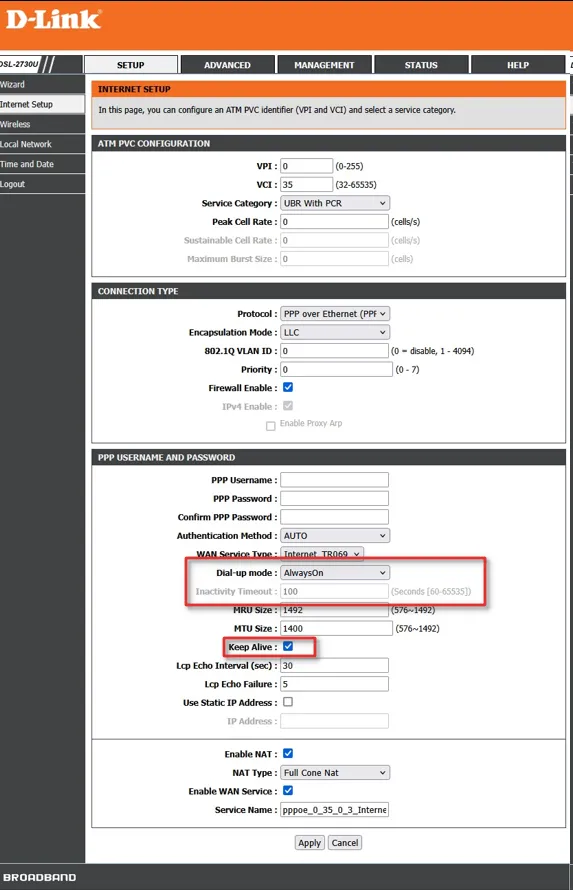 D-Link
DSL-2730U
SETUP
ADVANCED
MANAGEMENT
STATUS
HELP
Wizard
Internet Setup
Wireless
Local Network
Time and Date
Logout
INTERNET SETUP
In this page, you can configure an ATM PVC identifier (VPI and VCI) and select a service category.
ATM PVC CONFIGURATION
VPI : 0 (0-255)
VCI : 35 (32-65535)
Service Category : UBR With PCR
Peak Cell Rate : 0 (cells/s)
Sustainable Cell Rate : 0 (cells/s)
Maximum Burst Size : 0 (cells)
CONNECTION TYPE
Protocol : PPP over Ethernet (PPF
Encapsulation Mode : LLC
802.1Q VLAN ID : 0 (0 = disable, 1 - 4094)
Priority : 0 (0 - 7)
Firewall Enable :
IPv4 Enable :
Enable Proxy Arp
PPP USERNAME AND PASSWORD
PPP Username :
PPP Password :
Confirm PPP Password :
Authentication Method : AUTO
WAN Service Type : Internet_TR069
Dial-up mode : AlwaysOn
Inactivity Timeout : 100 (Seconds [60-65535])
MRU Size : 1492 (576~1492)
MTU Size : 1400 (576~1492)
Keep Alive :
Lcp Echo Interval (sec) : 30
Lcp Echo Failure : 5
Use Static IP Address :
IP Address :
Enable NAT :
NAT Type : Full Cone Nat
Enable WAN Service :
Service Name : pppoe_0_35_0_3_Interne
Apply Cancel
BROADBAND